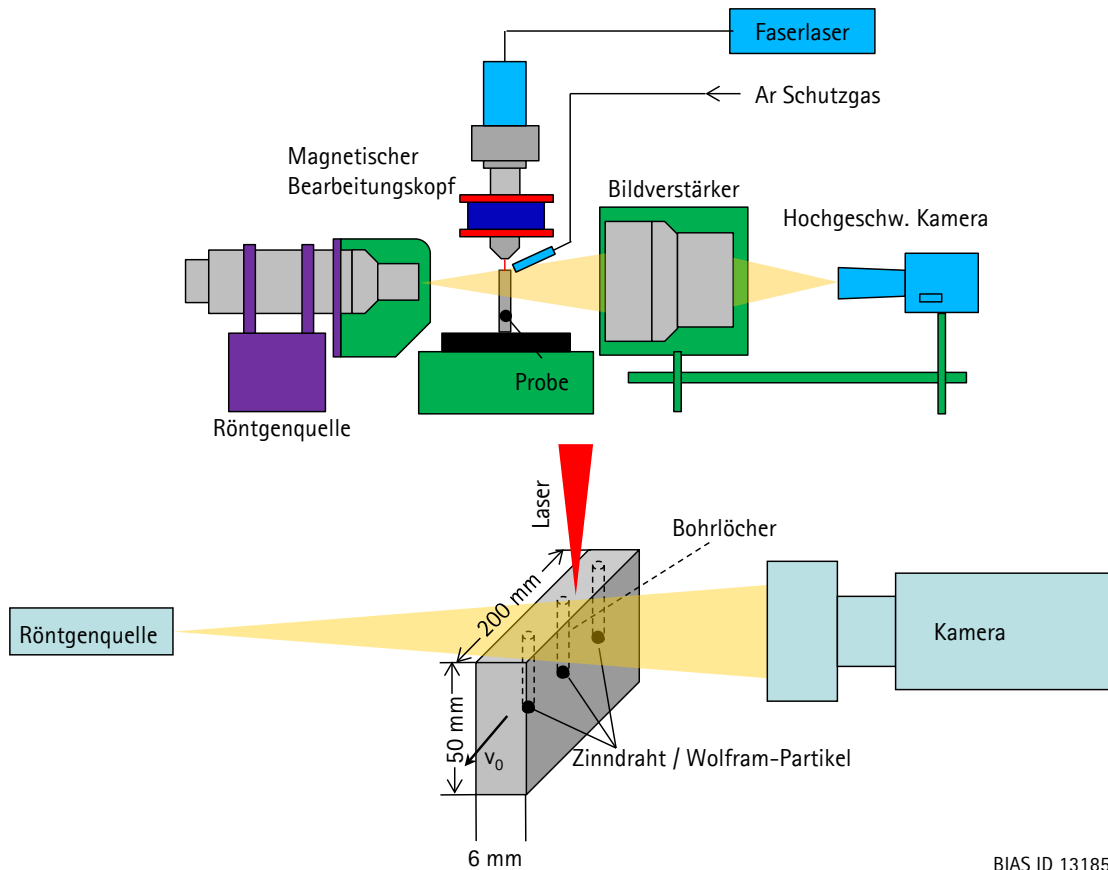 Faserlaser
Ar Schutzgas
Magnetischer
Bearbeitungskopf
Bildverstärker
Hochgeschw. Kamera
Probe
Röntgenquelle
Laser
Bohrlöcher
200 mm
Röntgenquelle
Kamera
50 mm
v0
Zinndraht / Wolfram-Partikel
6 mm
BIAS ID 13185